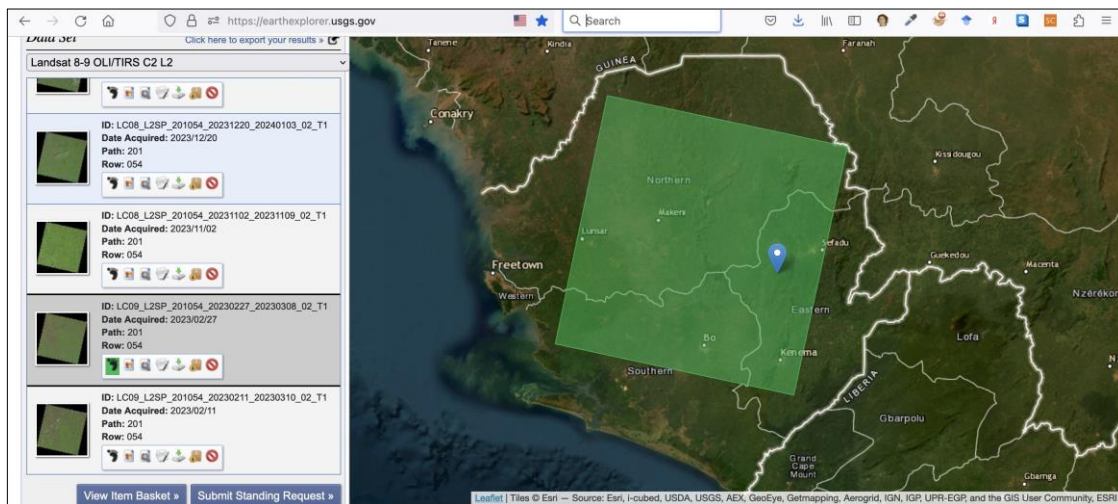 https://earthexplorer.usgs.gov
Search
Data Set
Click here to export your results »
Landsat 8-9 OLI/TIRS C2 L2
ID: LC08_L2SP_201054_20231220_20240103_02_T1
Date Acquired: 2023/12/20
Path: 201
Row: 054
ID: LC08_L2SP_201054_20231102_20231109_02_T1
Date Acquired: 2023/11/02
Path: 201
Row: 054
ID: LC09_L2SP_201054_20230227_20230308_02_T1
Date Acquired: 2023/02/27
Path: 201
Row: 054
ID: LC09_L2SP_201054_20230211_20230310_02_T1
Date Acquired: 2023/02/11
Path: 201
Row: 054
View Item Basket »
Submit Standing Request »
Tanene
Kindia
GUINEA
Faranah
Conakry
Kissidougou
Northern
Makeni
Lunsar
Sefadu
Freetown
Western
Guekedou
Macenta
Nzérékor
Eastern
Lofa
Bo
Kenema
Southern
LIBERIA
Gbarpolu
Grand
Cape
Mount
Gbarnga
Leaflet | Tiles © Esri — Source: Esri, i-cubed, USDA, USGS, AEX, GeoEye, Getmapping, Aerogrid, IGN, IGP, UPR-EGP, and the GIS User Community, ESRI